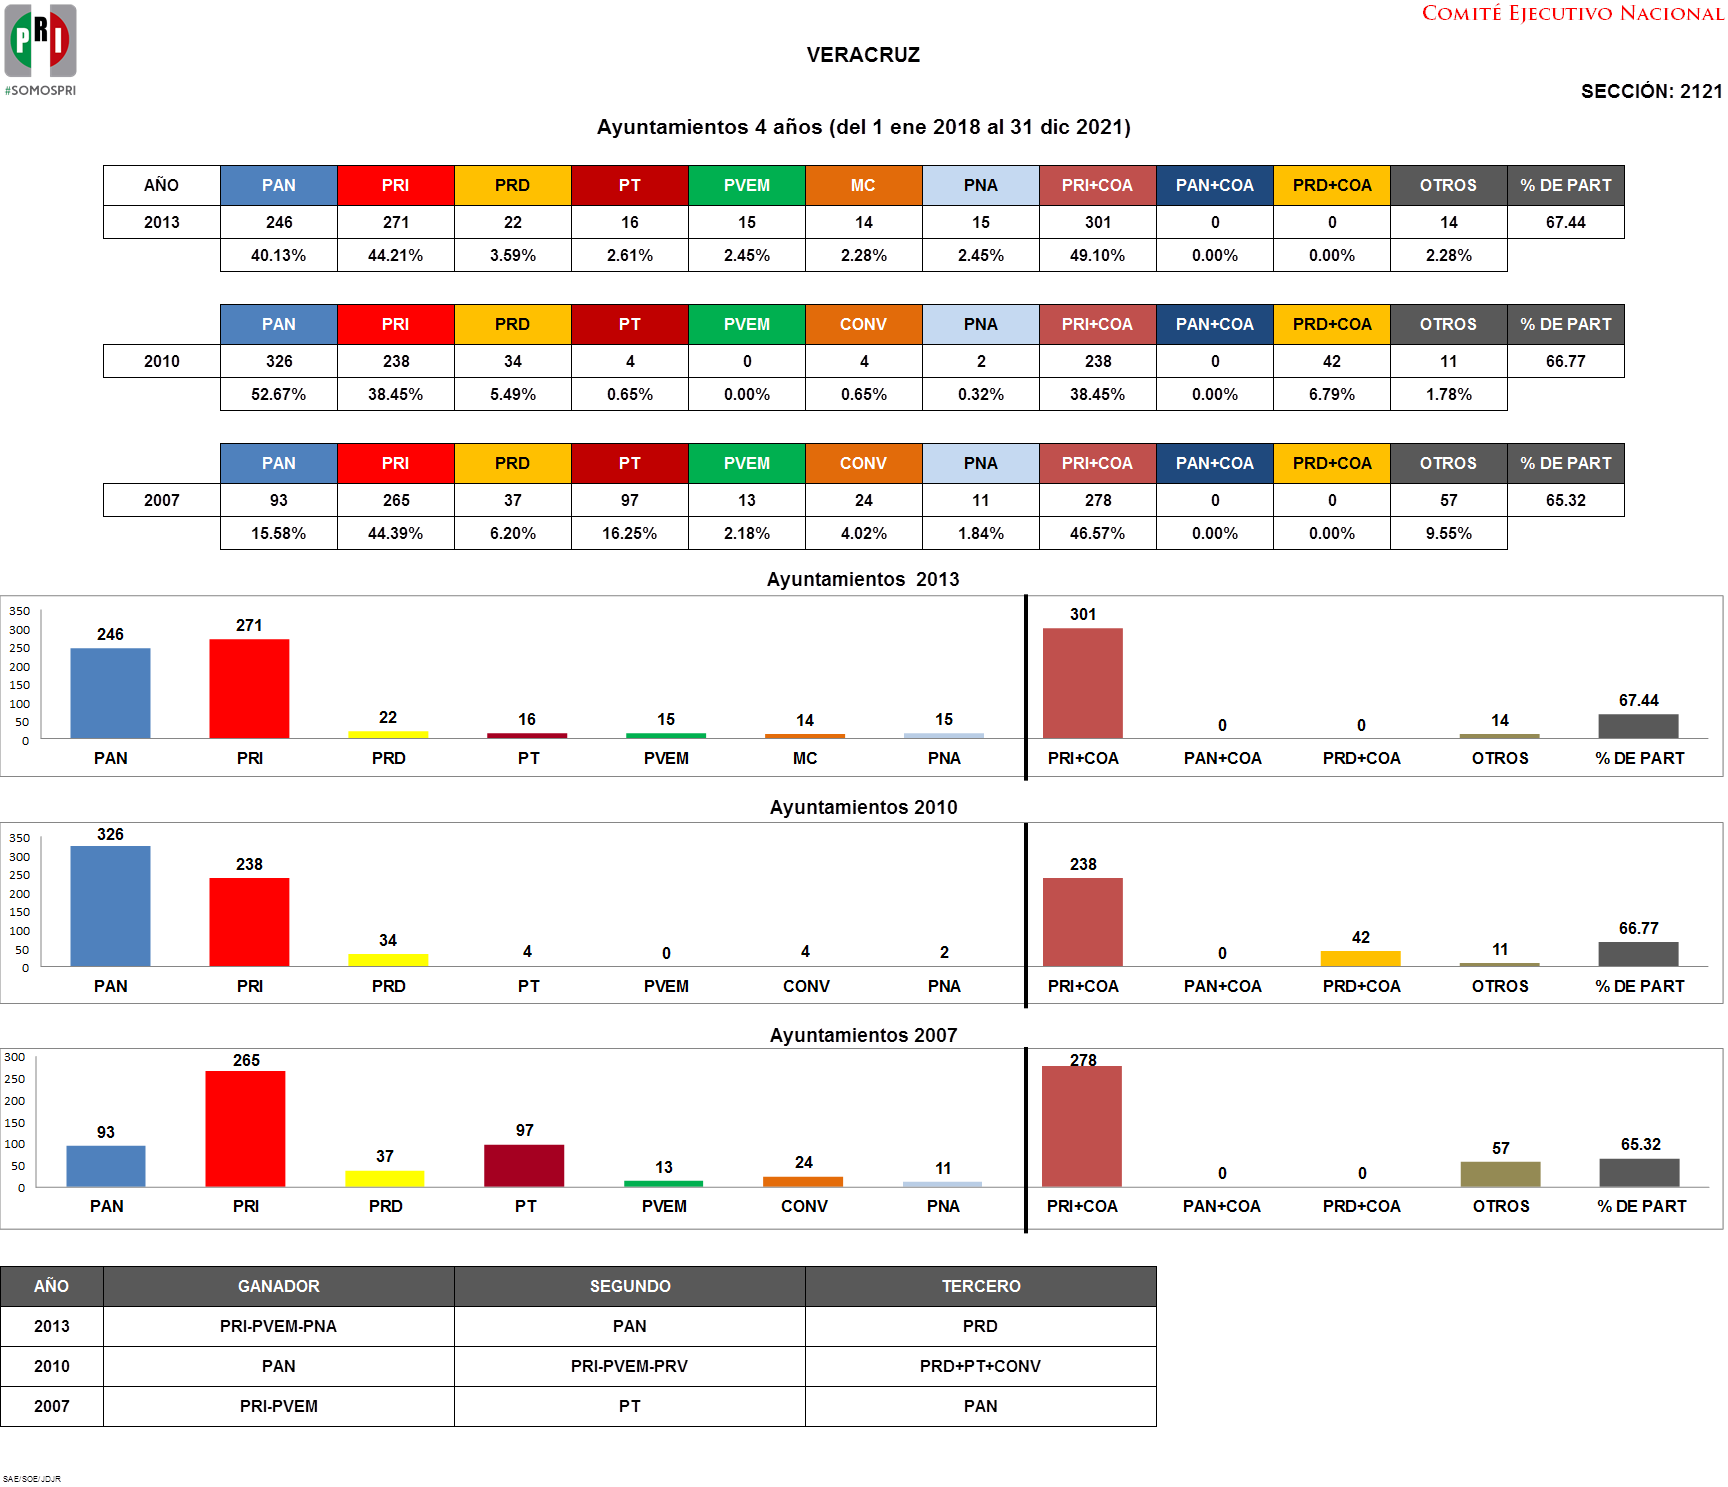 PRI
#SOMOSPRI
COMITÉ EJECUTIVO NACIONAL
VERACRUZ
SECCIÓN: 2121
Ayuntamientos 4 años (del 1 ene 2018 al 31 dic 2021)
AÑO PAN PRI PRD PT PVEM MC PNA PRI+COA PAN+COA PRD+COA OTROS % DE PART
2013 246 271 22 16 15 14 15 301 0 0 14 67.44
40.13% 44.21% 3.59% 2.61% 2.45% 2.28% 2.45% 49.10% 0.00% 0.00% 2.28%
PAN PRI PRD PT PVEM CONV PNA PRI+COA PAN+COA PRD+COA OTROS % DE PART
2010 326 238 34 4 0 4 2 238 0 42 11 66.77
52.67% 38.45% 5.49% 0.65% 0.00% 0.65% 0.32% 38.45% 0.00% 6.79% 1.78%
PAN PRI PRD PT PVEM CONV PNA PRI+COA PAN+COA PRD+COA OTROS % DE PART
2007 93 265 37 97 13 24 11 278 0 0 57 65.32
15.58% 44.39% 6.20% 16.25% 2.18% 4.02% 1.84% 46.57% 0.00% 0.00% 9.55%
Ayuntamientos 2013
350
300
250
200
150
100
50
0
246 271 22 16 15 14 15 301 0 0 14 67.44
PAN PRI PRD PT PVEM MC PNA PRI+COA PAN+COA PRD+COA OTROS % DE PART
Ayuntamientos 2010
350
300
250
200
150
100
50
0
326 238 34 4 0 4 2 238 0 42 11 66.77
PAN PRI PRD PT PVEM CONV PNA PRI+COA PAN+COA PRD+COA OTROS % DE PART
Ayuntamientos 2007
300
250
200
150
100
50
0
93 265 37 97 13 24 11 278 0 0 57 65.32
PAN PRI PRD PT PVEM CONV PNA PRI+COA PAN+COA PRD+COA OTROS % DE PART
AÑO GANADOR SEGUNDO TERCERO
2013 PRI-PVEM-PNA PAN PRD
2010 PAN PRI-PVEM-PRV PRD+PT+CONV
2007 PRI-PVEM PT PAN
SAE/SOE/JDJR